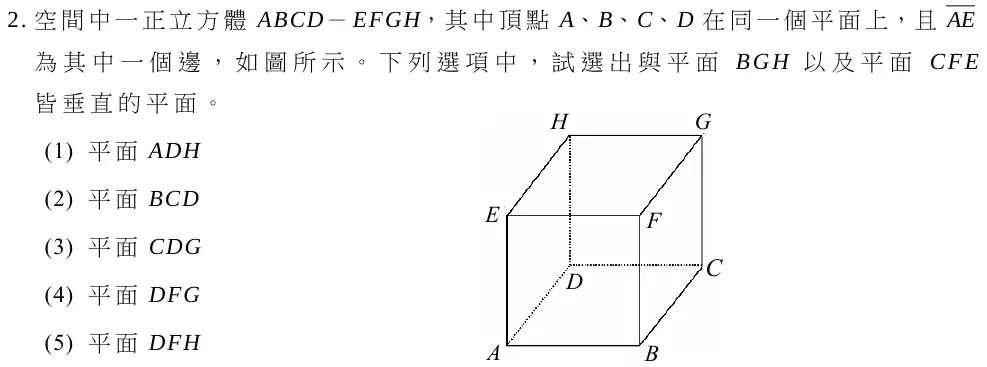 2. 空間中一正立方體 ABCD－EFGH，其中頂點 A、B、C、D 在同一個平面上，且 AE
為其中一個邊，如圖所示。下列選項中，試選出與平面 BGH 以及平面 CFE
皆垂直的平面。
(1) 平面 ADH
(2) 平面 BCD
(3) 平面 CDG
(4) 平面 DFG
(5) 平面 DFH
H G
E F
D C
A B